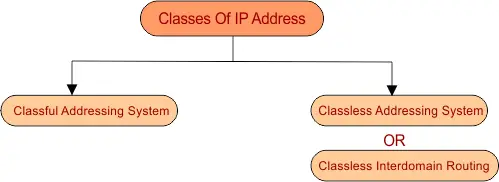 Classes Of IP Address
Classful Addressing System
Classless Addressing System
OR
Classless Interdomain Routing